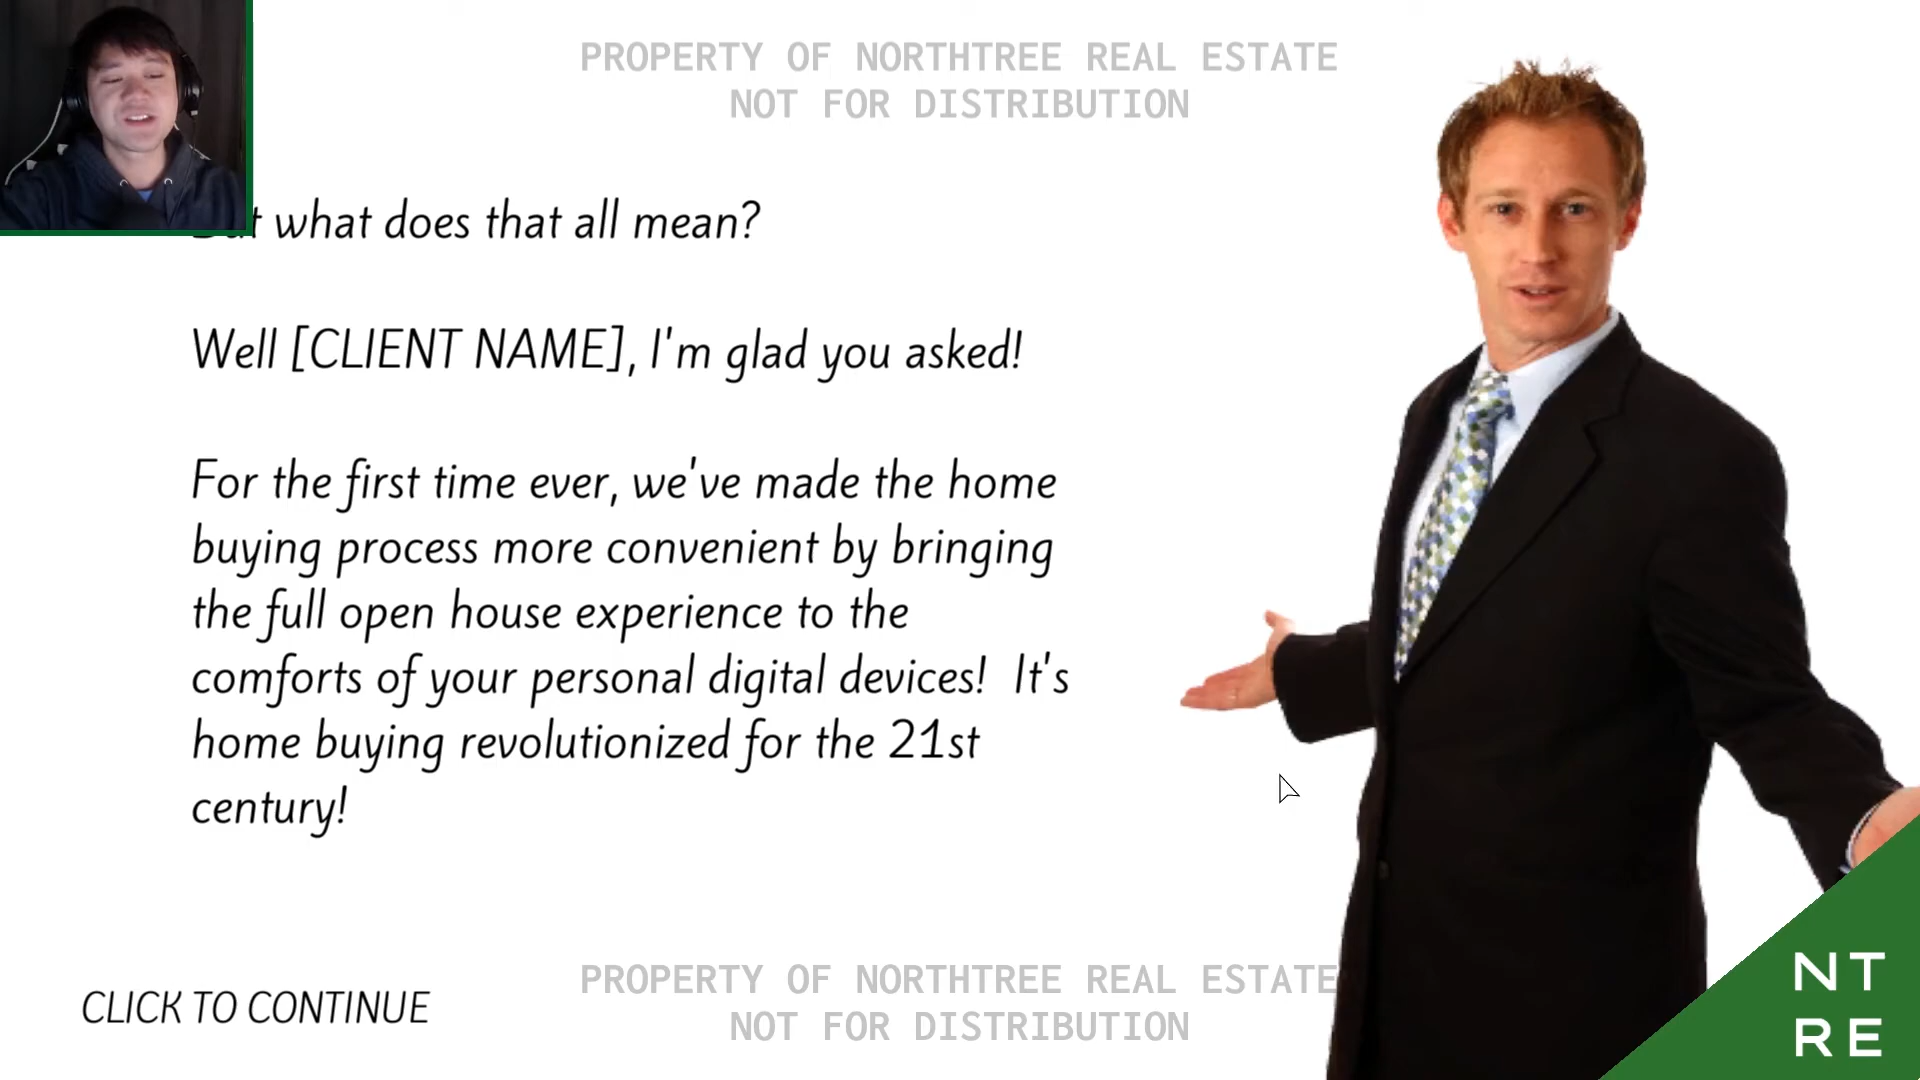 PROPERTY OF NORTHTREE REAL ESTATE
NOT FOR DISTRIBUTION
what does that all mean?
Well [CLIENT NAME], I'm glad you asked!
For the first time ever, we've made the home
buying process more convenient by bringing
the full open house experience to the
comforts of your personal digital devices!  It's
home buying revolutionized for the 21st
century!
CLICK TO CONTINUE
PROPERTY OF NORTHTREE REAL ESTATE
NOT FOR DISTRIBUTION
NT
RE